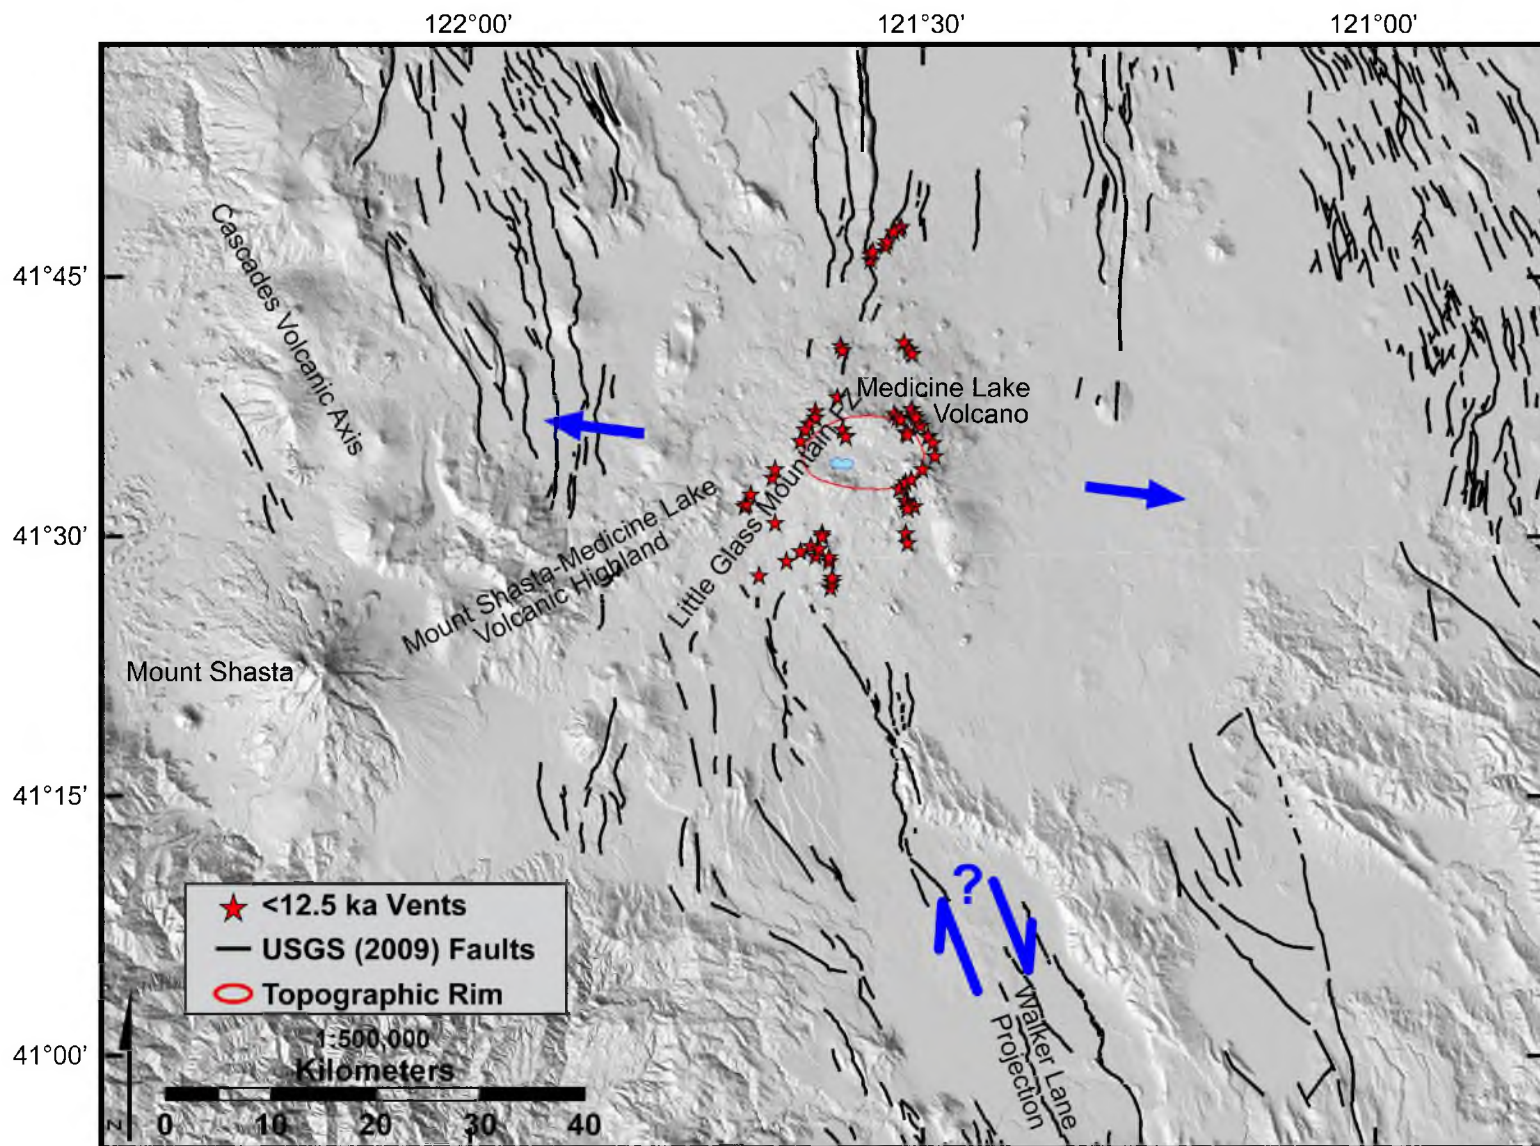 122°00'
121°30'
121°00'
41°45'
41°30'
41°15'
41°00'
Cascades Volcanic Axis
Medicine Lake
Volcano
Little Glass Mountain FZ
Mount Shasta-Medicine Lake
Volcanic Highland
Mount Shasta
?
Walker Lane
Projection
<12.5 ka Vents
USGS (2009) Faults
Topographic Rim
1:500,000
Kilometers
0 10 20 30 40
N